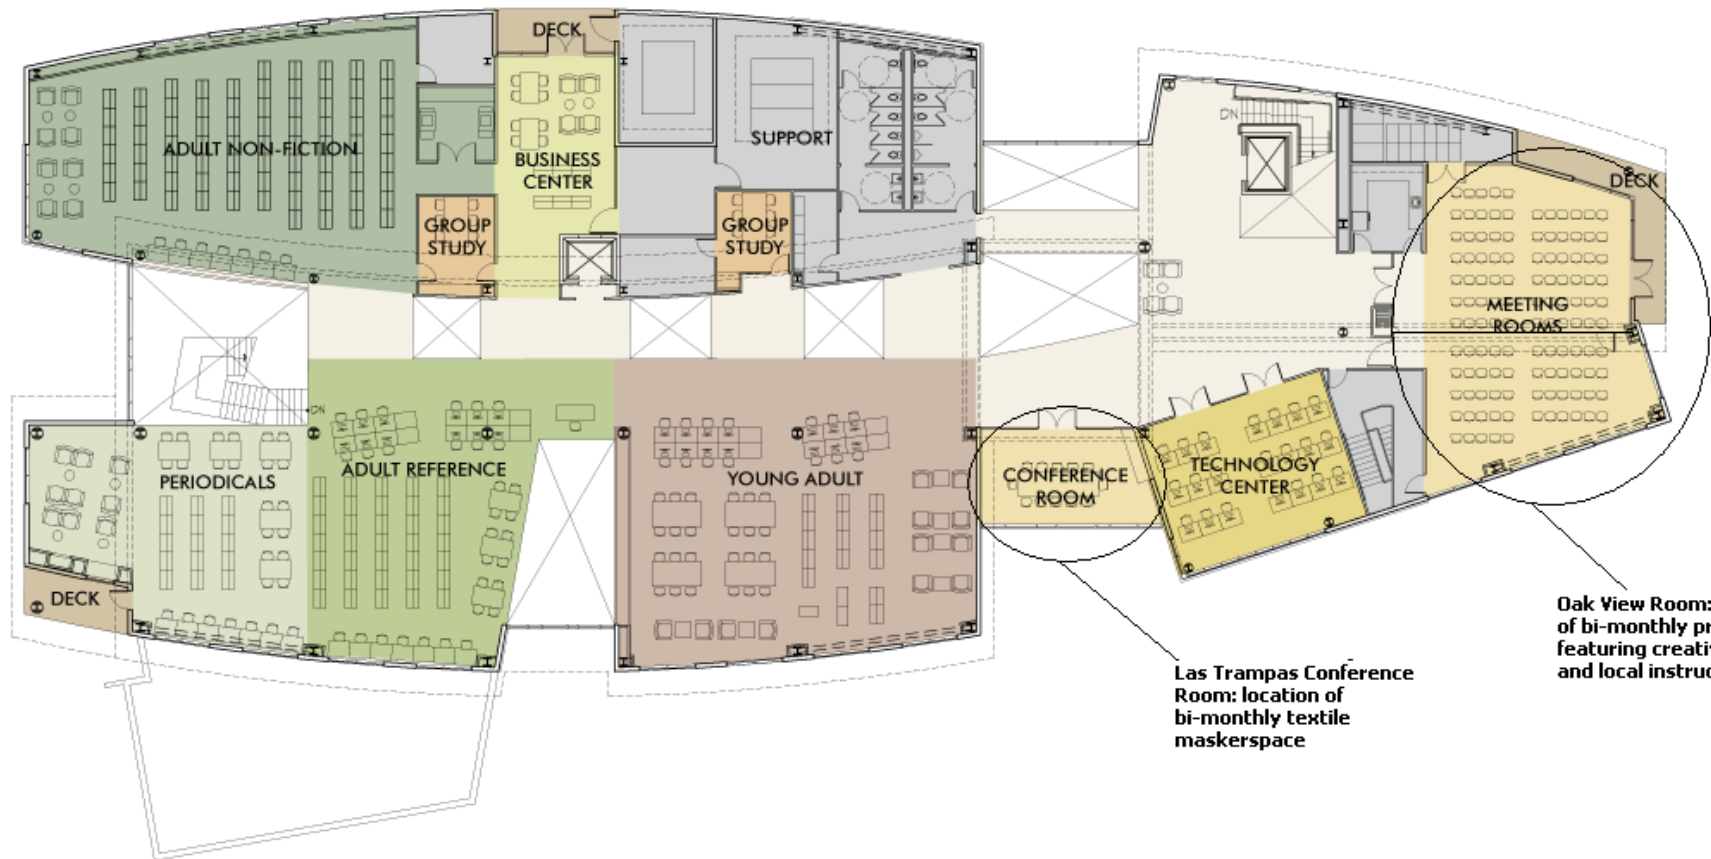 DECK
ADULT NON-FICTION
BUSINESS
CENTER
SUPPORT
DN
DECK
GROUP
STUDY
GROUP
STUDY
MEETING
ROOMS
DN
PERIODICALS
ADULT REFERENCE
YOUNG ADULT
CONFERENCE
ROOM
TECHNOLOGY
CENTER
DECK
Las Trampas Conference
Room: location of
bi-monthly textile
maskerspace
Oak View Room:
of bi-monthly pr
featuring creativ
and local instruc